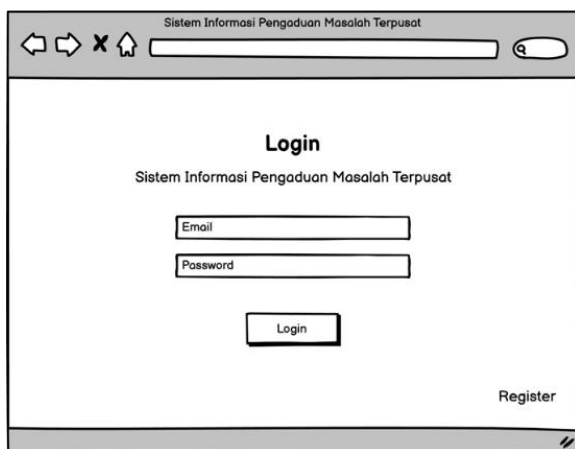 Sistem Informasi Pengaduan Masalah Terpusat
Login
Sistem Informasi Pengaduan Masalah Terpusat
Email
Password
Login
Register